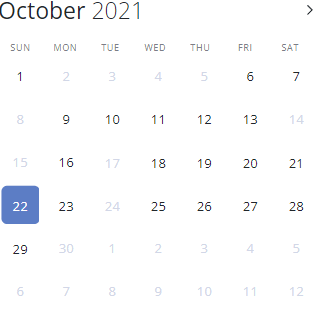 October 2021
SUN MON TUE WED THU FRI SAT
1 2 3 4 5 6 7
8 9 10 11 12 13 14
15 16 17 18 19 20 21
22 23 24 25 26 27 28
29 30 1 2 3 4 5
6 7 8 9 10 11 12